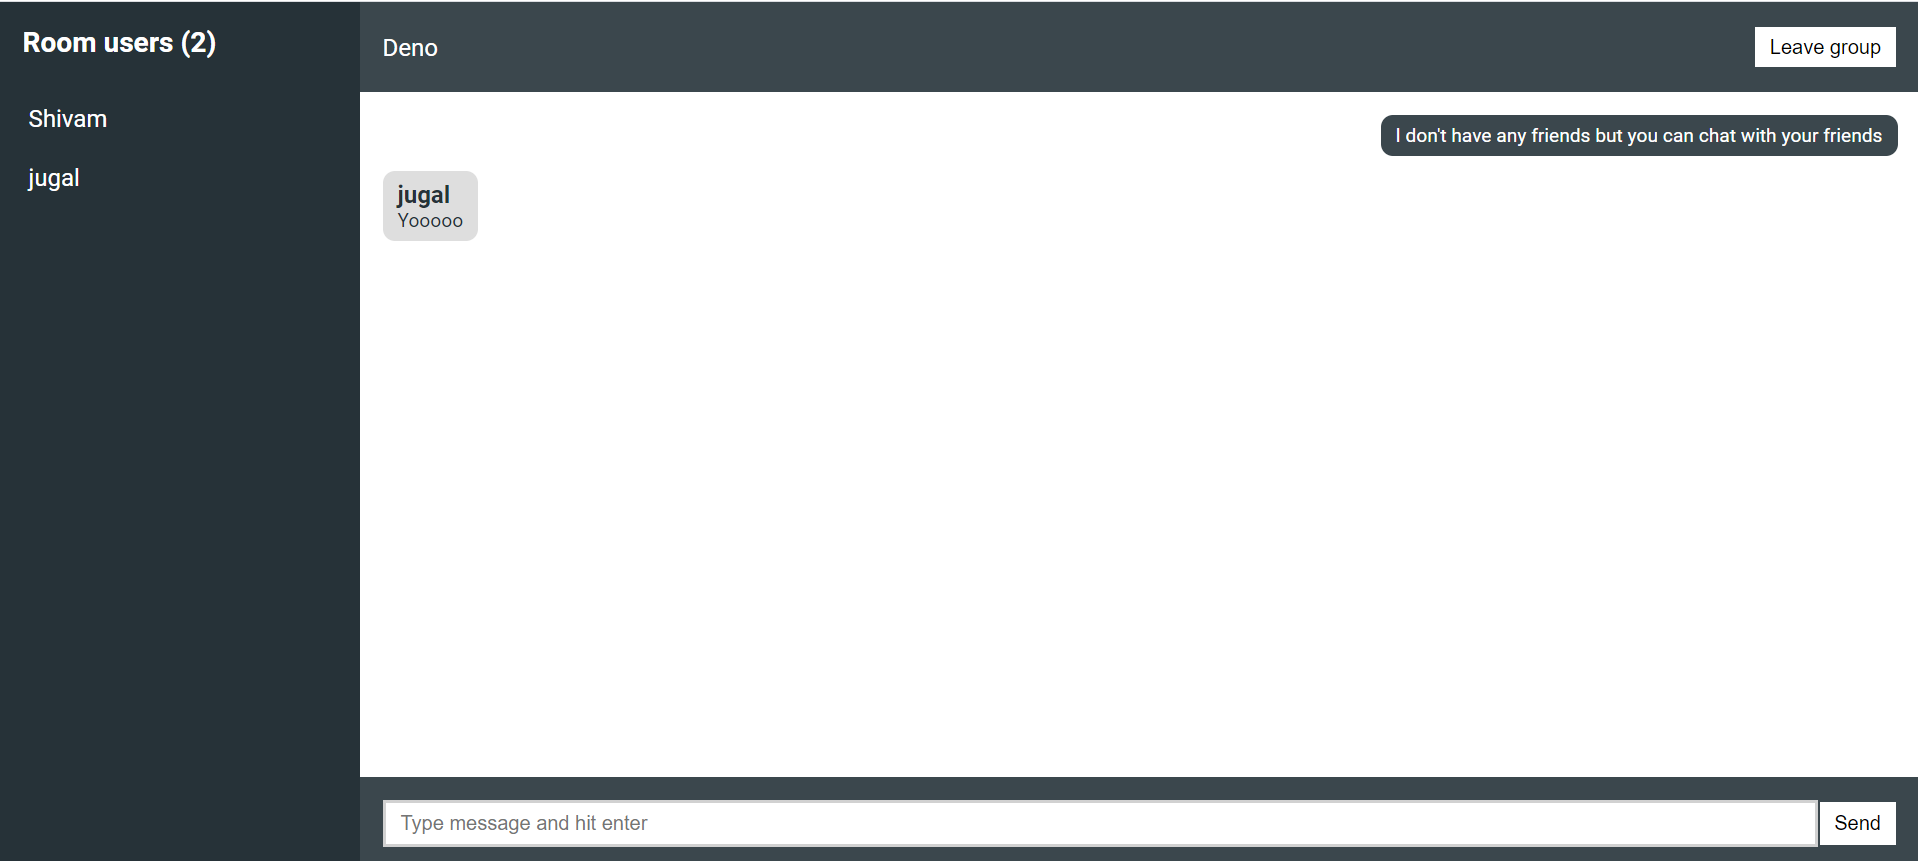 Room users (2)
Shivam
jugal
Deno
Leave group
I don't have any friends but you can chat with your friends
jugal
Yooooo
Type message and hit enter
Send